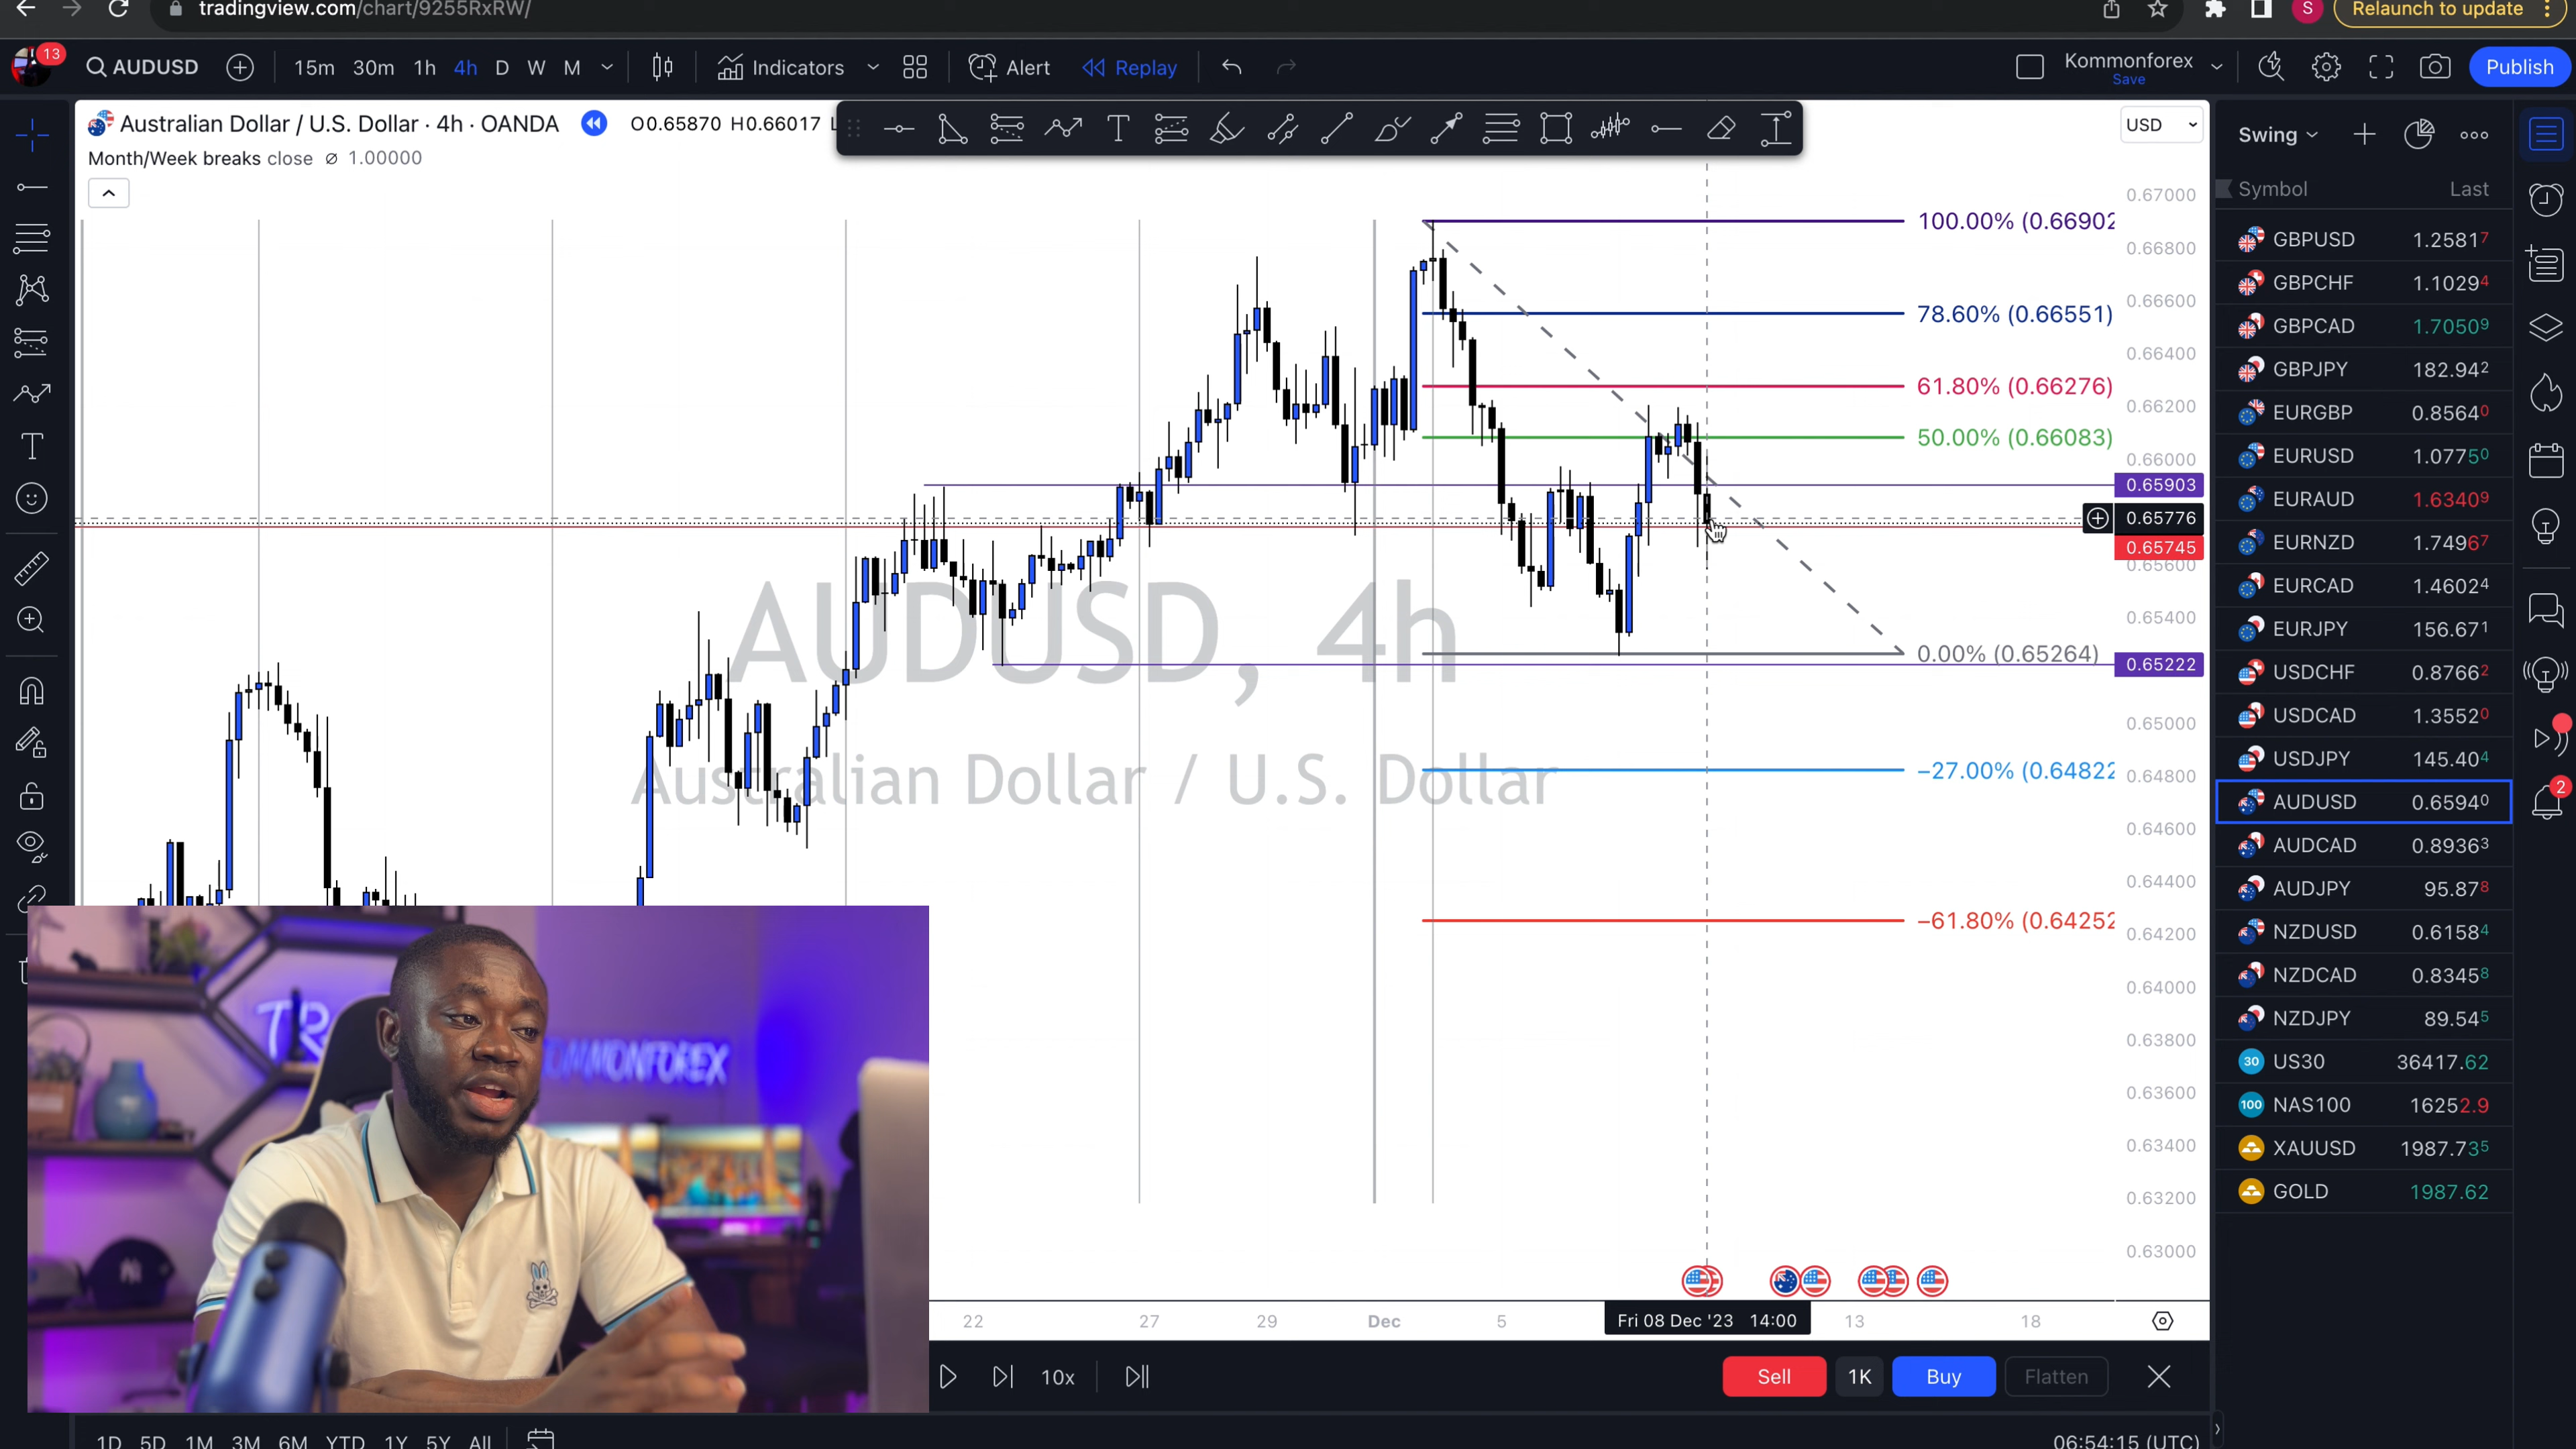 tradingview.com/chart/9255RxRW/
S
Relaunch to update
13
AUDUSD
15m 30m 1h 4h D W M
Indicators
Alert
Replay
Kommonforex
Save
Publish
Australian Dollar / U.S. Dollar · 4h · OANDA
O0.65870 H0.66017
Month/Week breaks close ⌀ 1.00000
USD
Swing
Symbol Last
0.67000
100.00% (0.66902
0.66800
0.66600
78.60% (0.66551)
0.66400
61.80% (0.66276)
0.66200
50.00% (0.66083)
0.66000
0.65903
0.65776
0.65745
0.65600
0.65400
0.00% (0.65264)
0.65222
0.65000
-27.00% (0.64822
0.64800
0.64600
0.64400
-61.80% (0.64252
0.64200
0.64000
0.63800
0.63600
0.63400
0.63200
0.63000
AUDUSD, 4h
Australian Dollar / U.S. Dollar
GBPUSD 1.25817
GBPCHF 1.10294
GBPCAD 1.70509
GBPJPY 182.942
EURGBP 0.85640
EURUSD 1.07750
EURAUD 1.63409
EURNZD 1.74967
EURCAD 1.46024
EURJPY 156.671
USDCHF 0.87662
USDCAD 1.35520
USDJPY 145.404
AUDUSD 0.65940
AUDCAD 0.89363
AUDJPY 95.878
NZDUSD 0.61584
NZDCAD 0.83458
NZDJPY 89.545
30 US30 36417.62
100 NAS100 16252.9
XAUUSD 1987.735
GOLD 1987.62
2
TR
OMMONFOREX
22 27 29 Dec 5 Fri 08 Dec '23 14:00 13 18
10x
Sell 1K Buy Flatten
1D 5D 1M 3M 6M YTD 1Y 5Y All
06:54:15 (UTC)